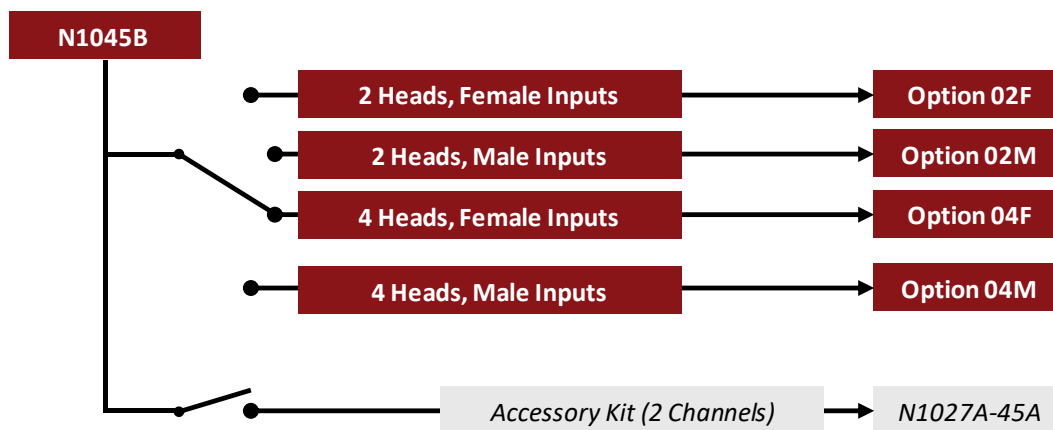 N1045B
2 Heads, Female Inputs
Option 02F
2 Heads, Male Inputs
Option 02M
4 Heads, Female Inputs
Option 04F
4 Heads, Male Inputs
Option 04M
Accessory Kit (2 Channels)
N1027A-45A